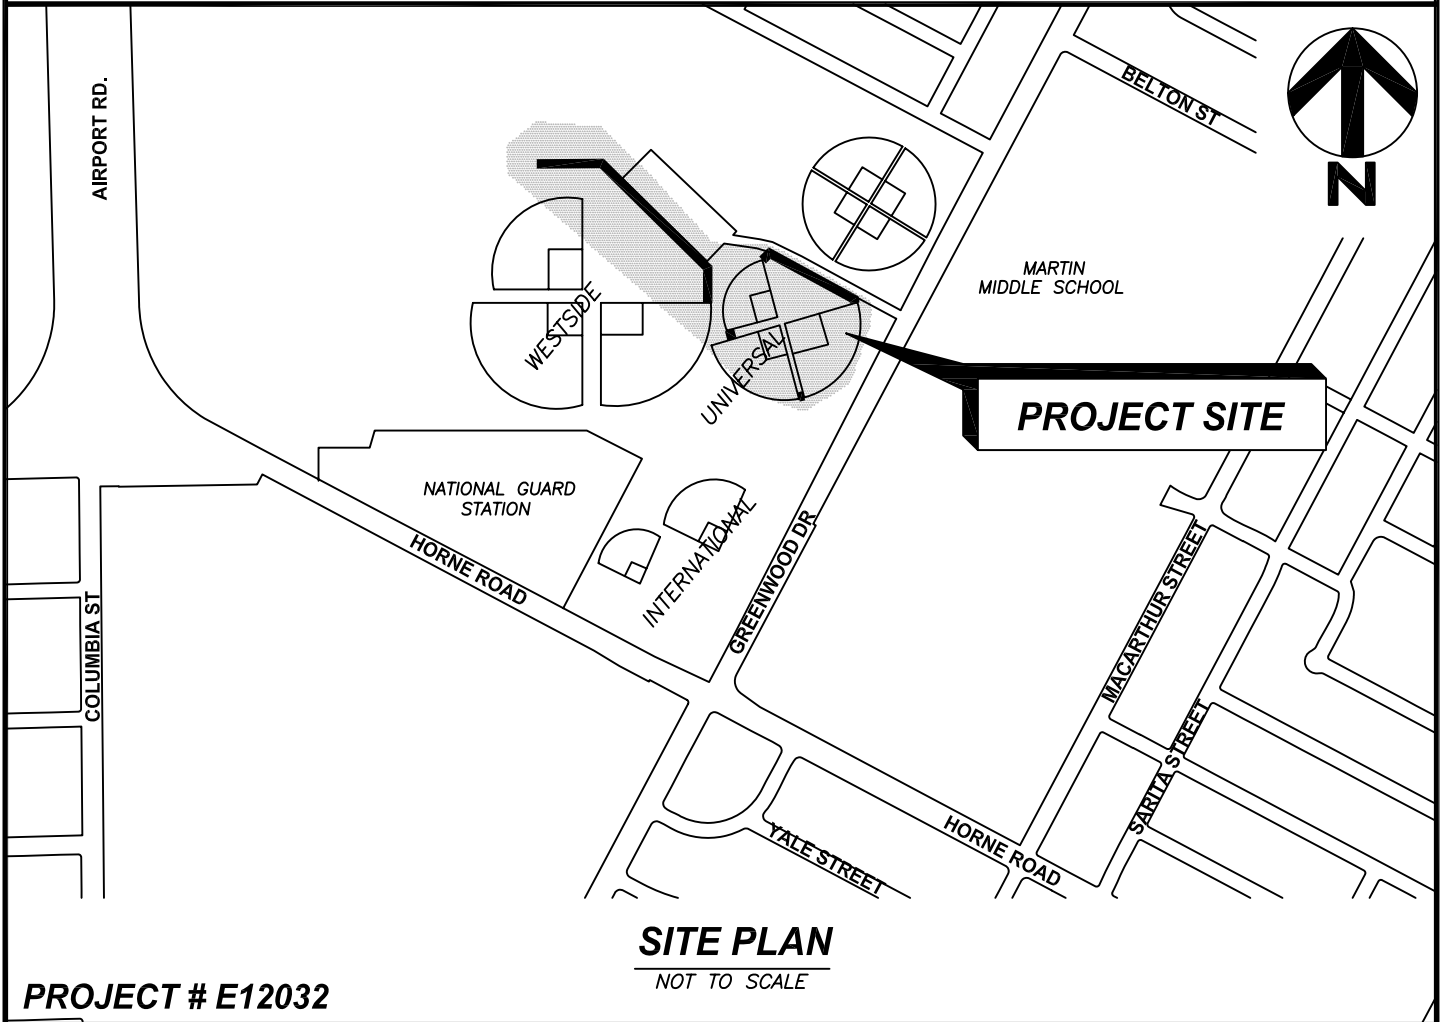 AIRPORT RD.
BELTON ST
N
MARTIN
MIDDLE SCHOOL
WESTSIDE
UNIVERSAL
PROJECT SITE
NATIONAL GUARD
STATION
INTERNATIONAL
HORNE ROAD
GREENWOOD DR
COLUMBIA ST
MACARTHUR STREET
SARITA STREET
YALE STREET
HORNE ROAD
SITE PLAN
NOT TO SCALE
PROJECT # E12032